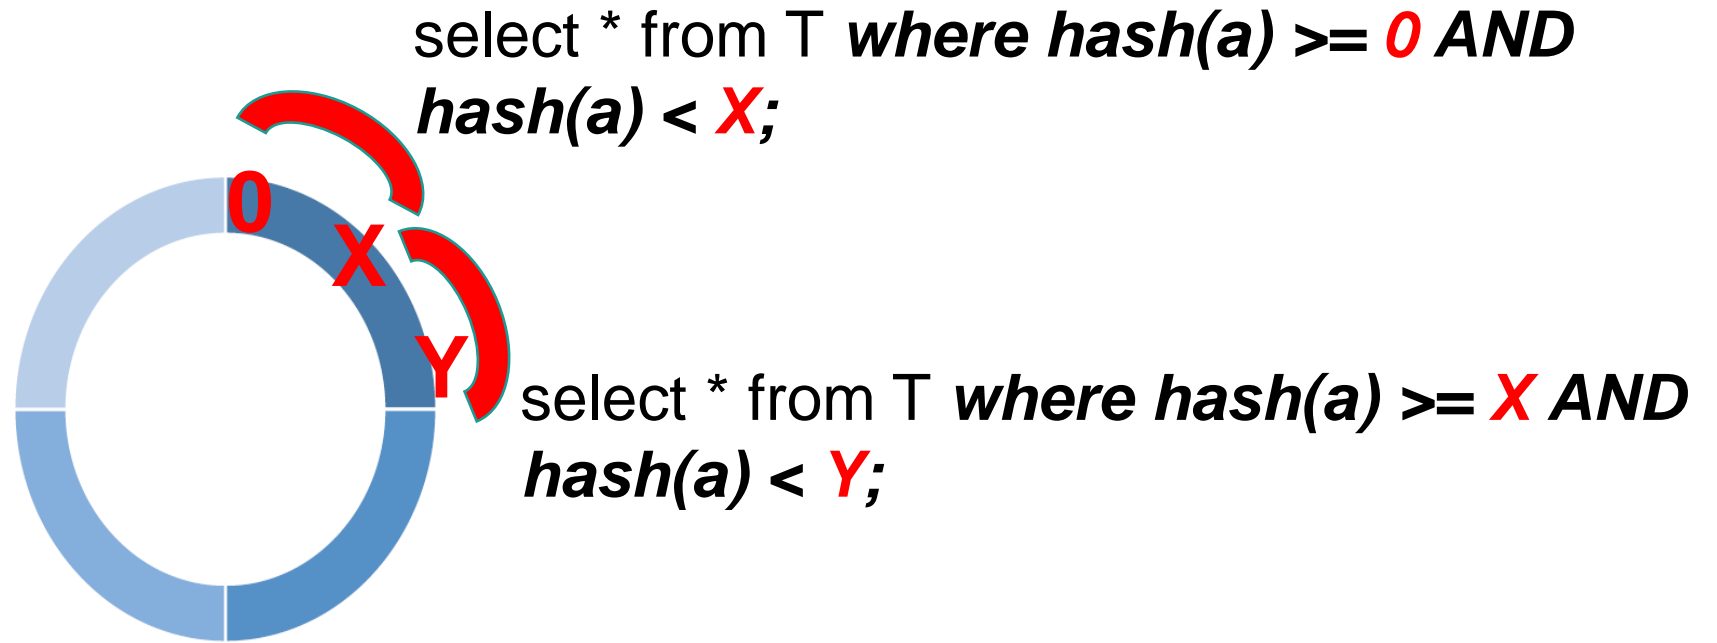 select * from T where hash(a) >= 0 AND
hash(a) < X;
0
X
Y
select * from T where hash(a) >= X AND
hash(a) < Y;